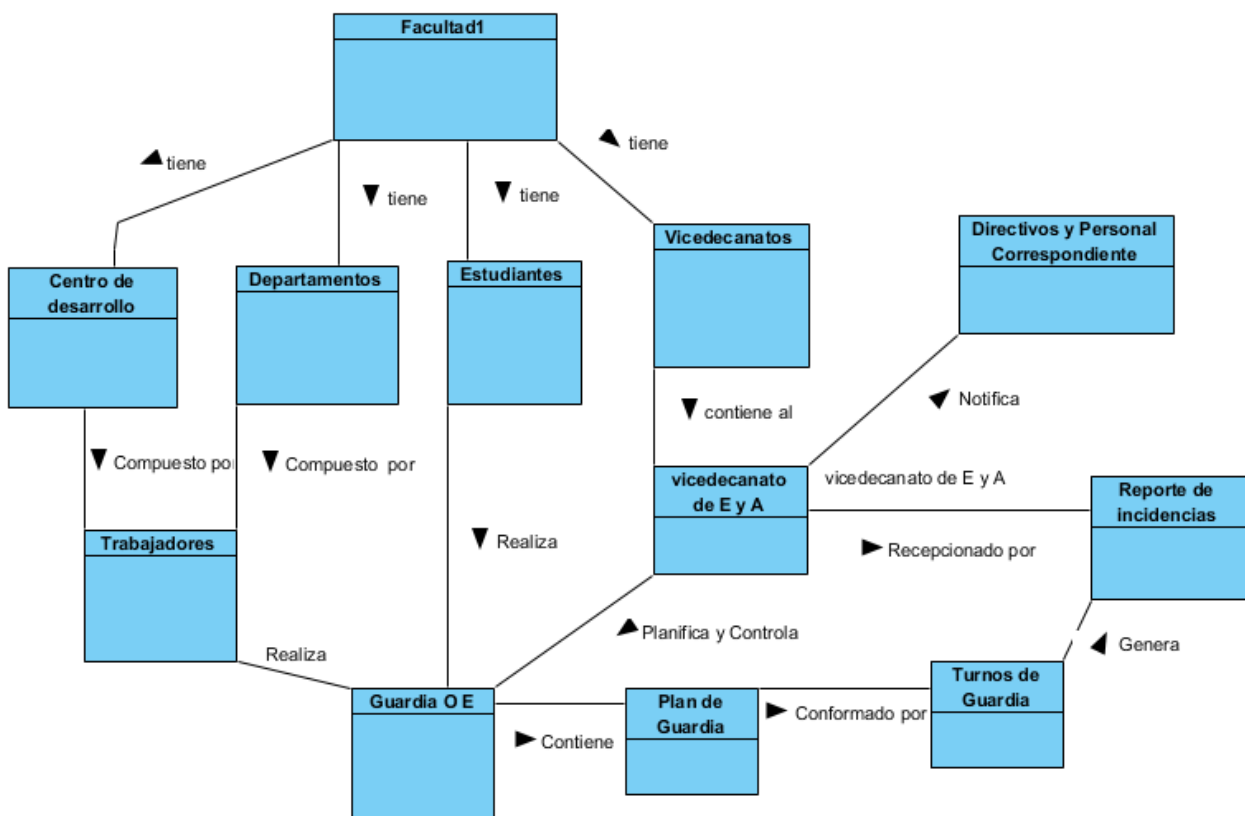 Facultad1
tiene
tiene
tiene
tiene
Vicedecanatos
Directivos y Personal
Correspondiente
Centro de
desarrollo
Departamentos
Estudiantes
contiene al
Notifica
Compuesto por
Compuesto por
vicedecanato
de E y A
vicedecanato de E y A
Reporte de
incidencias
Trabajadores
Realiza
Recepcionado por
Realiza
Planifica y Controla
Genera
Guardia O E
Plan de
Guardia
Turnos de
Guardia
Contiene
Conformado por